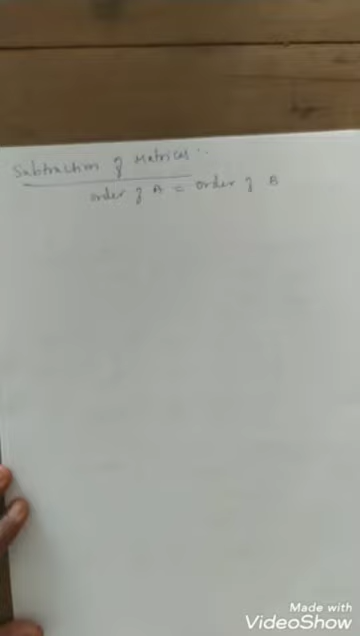 Subtraction of Matrices:-
order of A = order of B
Made with
VideoShow